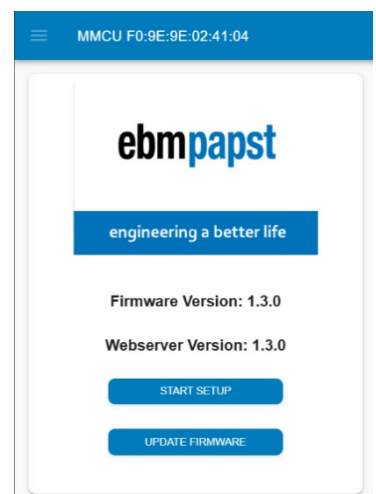 MMCU F0:9E:9E:02:41:04
ebmpapst
engineering a better life
Firmware Version: 1.3.0
Webserver Version: 1.3.0
START SETUP
UPDATE FIRMWARE